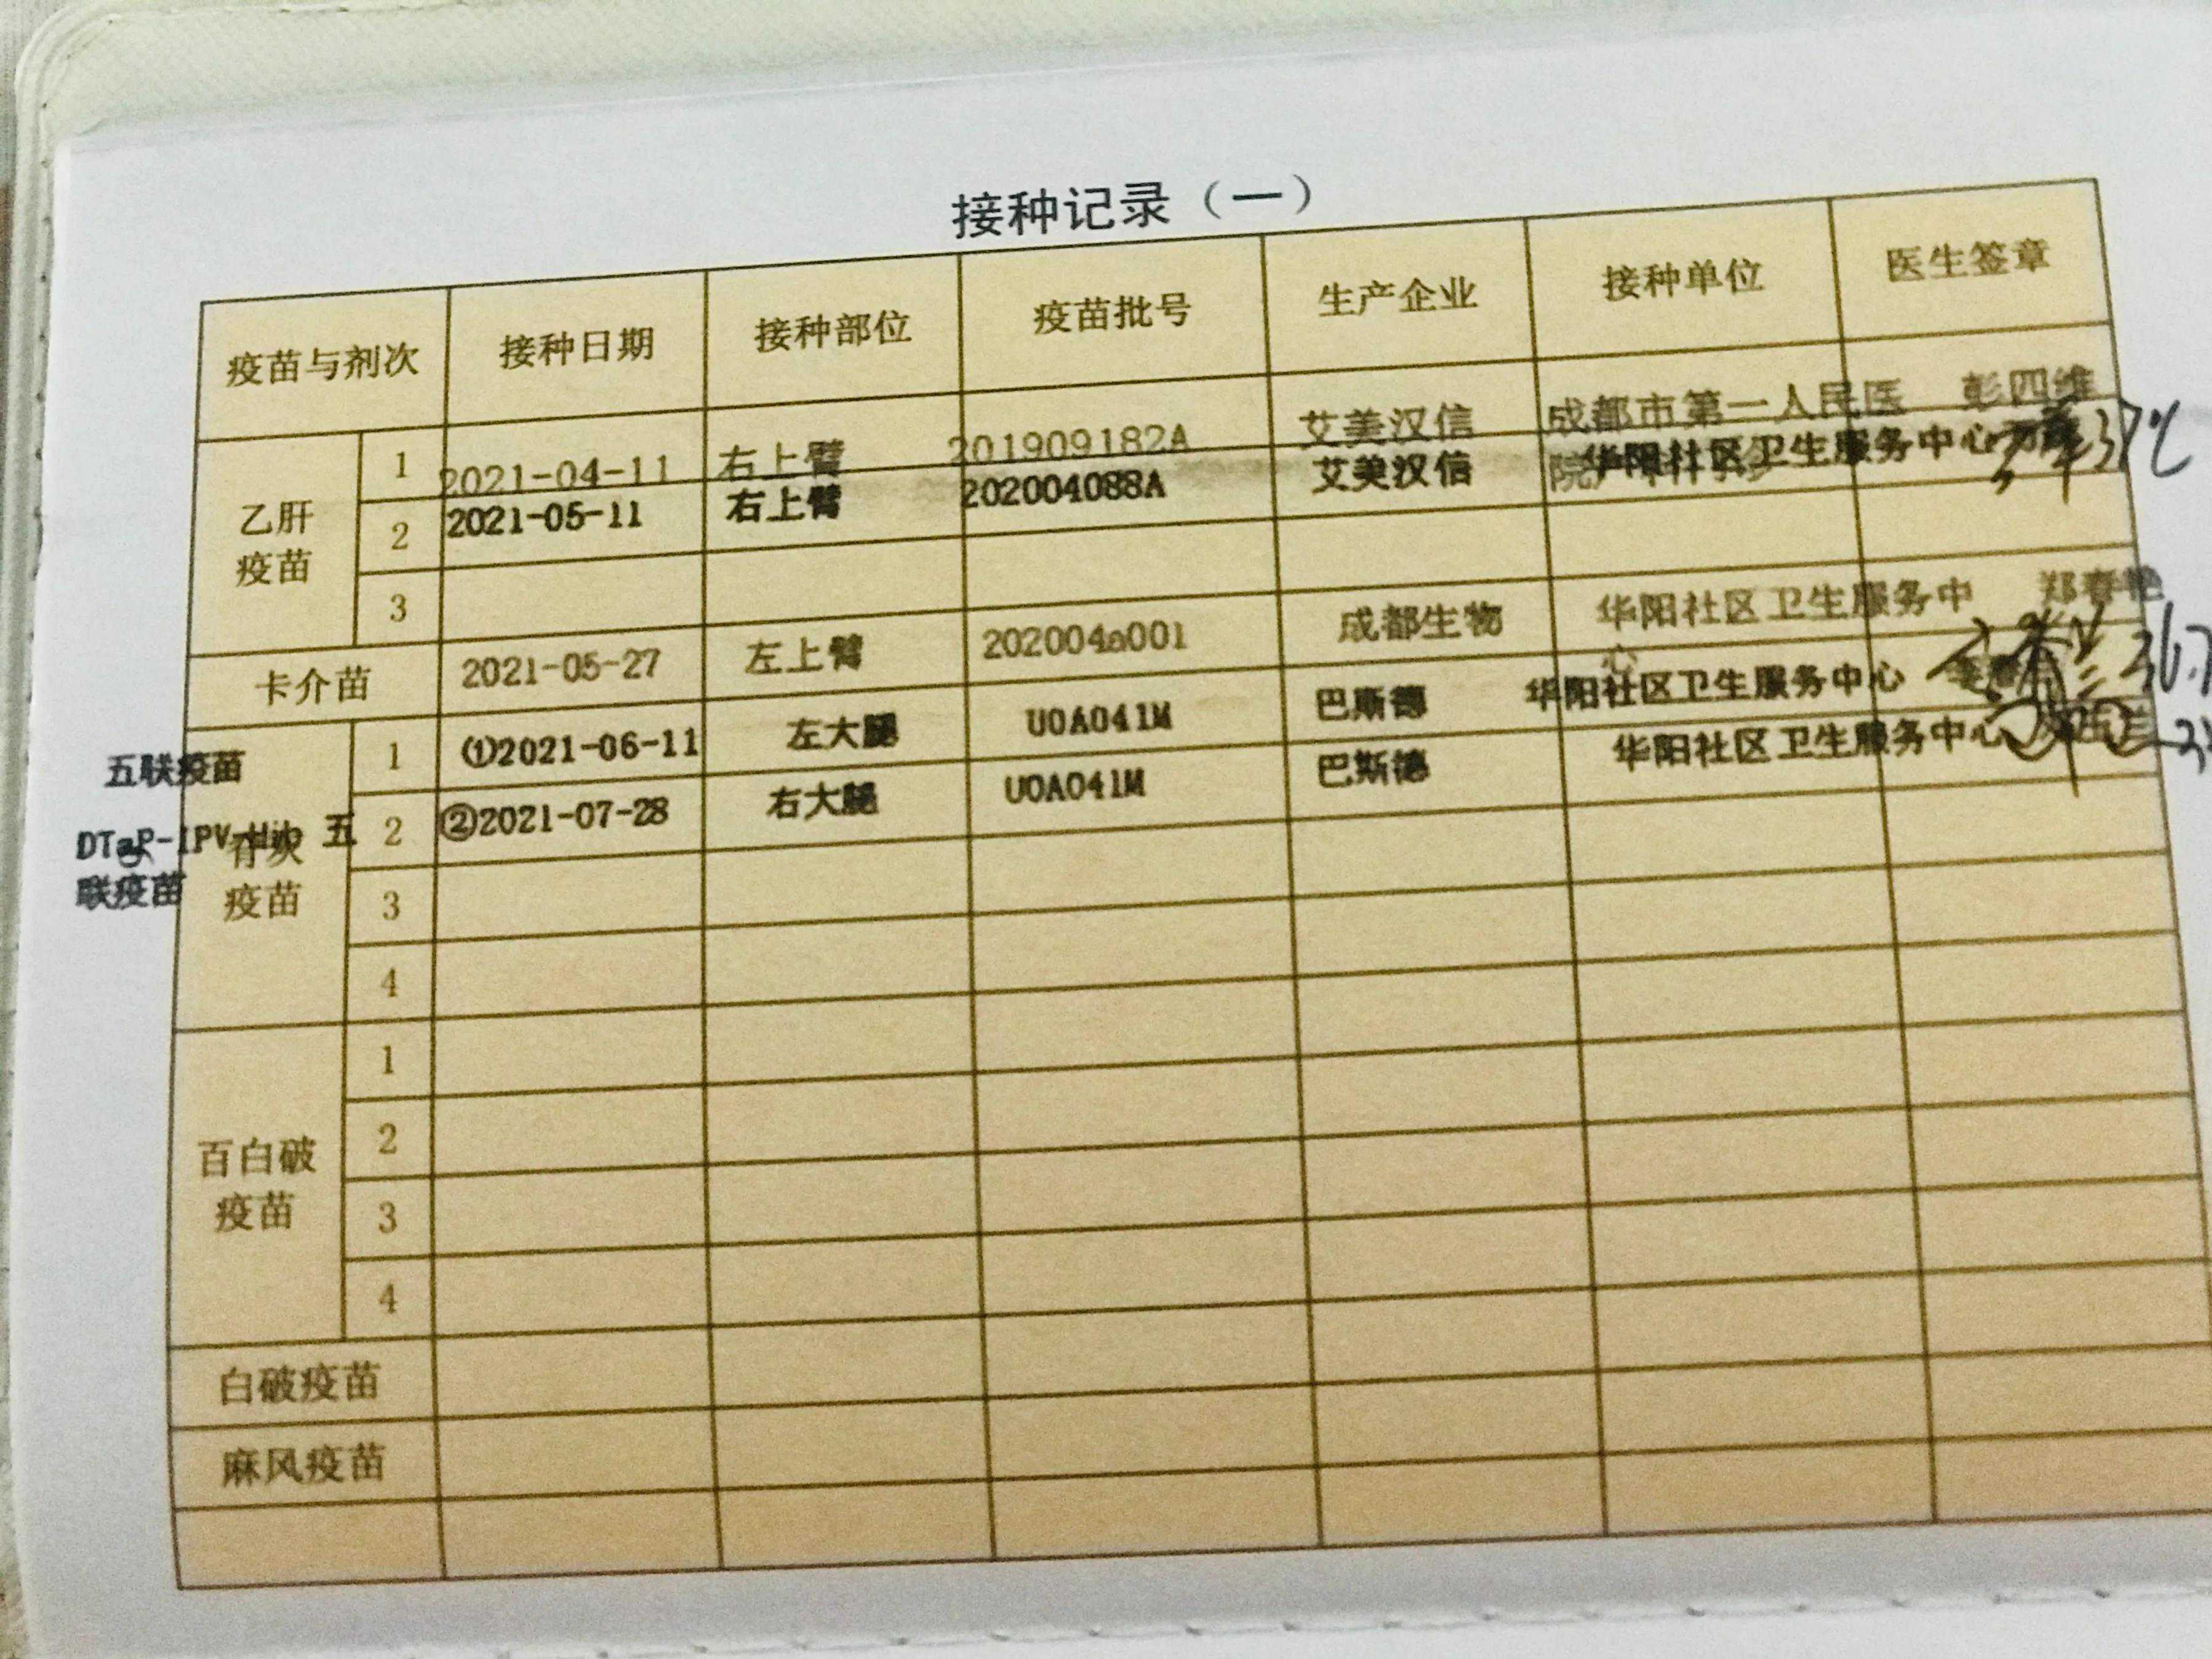 接种记录（一）
疫苗与剂次 接种日期 接种部位 疫苗批号 生产企业 接种单位 医生签章
乙肝
疫苗
1 2021-04-11 右上臂 201909182A 艾美汉信 成都市第一人民医 彭四维
院
2 2021-05-11 右上臂 202004088A 艾美汉信 华阳社区卫生服务中心 37℃
3
卡介苗 2021-05-27 左上臂 202004a001 成都生物 华阳社区卫生服务中 郑春艳
心
五联疫苗 1 ①2021-06-11 左大腿 U0A041M 巴斯德 华阳社区卫生服务中心 36.7
DTaP-IPV-Hib 五 2 ②2021-07-28 右大腿 U0A041M 巴斯德 华阳社区卫生服务中心
联疫苗
疫苗
3
4
百白破
疫苗
1
2
3
4
白破疫苗
麻风疫苗